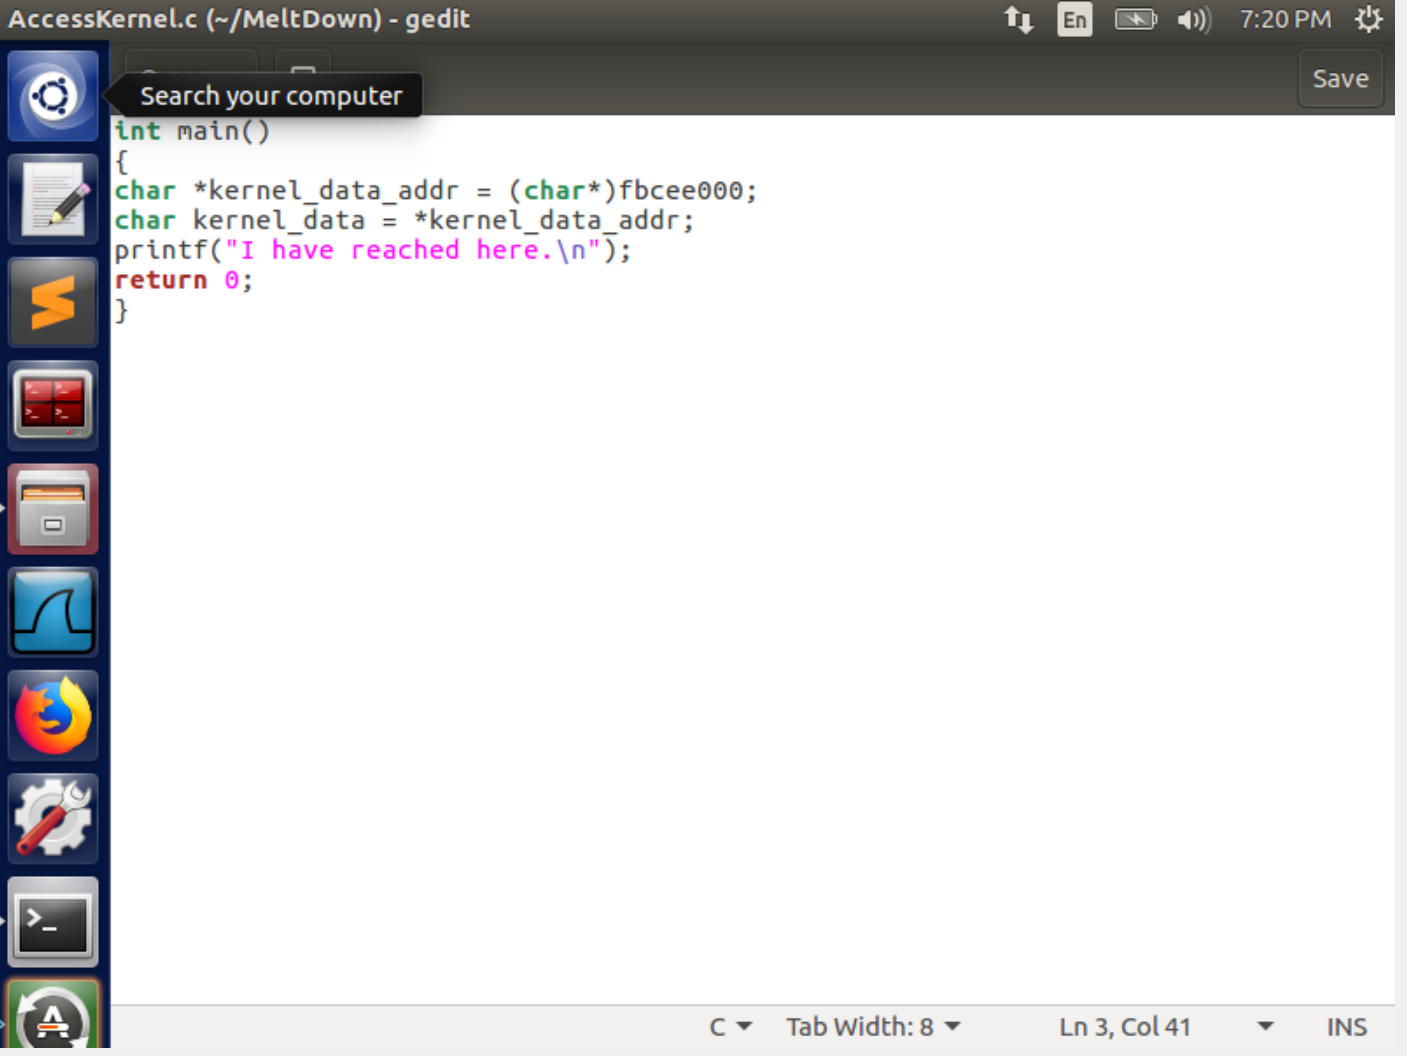 AccessKernel.c (~/MeltDown) - gedit
En
7:20 PM
Search your computer
Save
int main()
{
char *kernel_data_addr = (char*)fbcee000;
char kernel_data = *kernel_data_addr;
printf("I have reached here.\n");
return 0;
}
C
Tab Width: 8
Ln 3, Col 41
INS